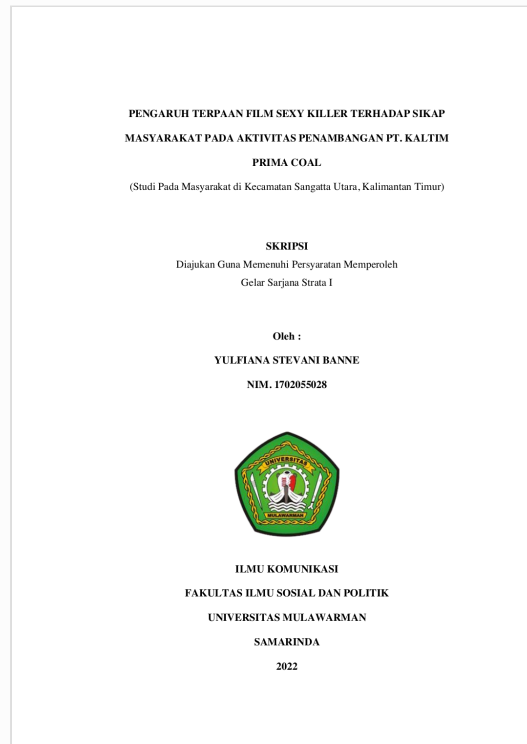 PENGARUH TERPAAN FILM SEXY KILLER TERHADAP SIKAP
MASYARAKAT PADA AKTIVITAS PENAMBANGAN PT. KALTIM
PRIMA COAL
(Studi Pada Masyarakat di Kecamatan Sangatta Utara, Kalimantan Timur)
SKRIPSI
Diajukan Guna Memenuhi Persyaratan Memperoleh
Gelar Sarjana Strata I
Oleh :
YULFIANA STEVANI BANNE
NIM. 1702055028
UNIVERSITAS
MULAWARMAN
ILMU KOMUNIKASI
FAKULTAS ILMU SOSIAL DAN POLITIK
UNIVERSITAS MULAWARMAN
SAMARINDA
2022